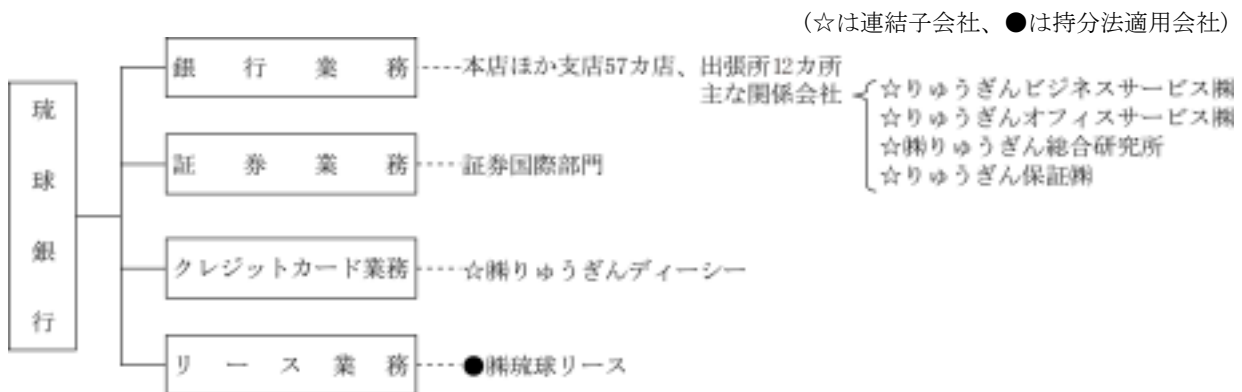 (☆は連結子会社、●は持分法適用会社)
琉球銀行
銀行業務
本店ほか支店57カ店、出張所12カ所
主な関係会社
☆りゅうぎんビジネスサービス㈱
☆りゅうぎんオフィスサービス㈱
☆㈱りゅうぎん総合研究所
☆りゅうぎん保証㈱
証券業務
証券国際部門
クレジットカード業務
☆㈱りゅうぎんディーシー
リース業務
●㈱琉球リース